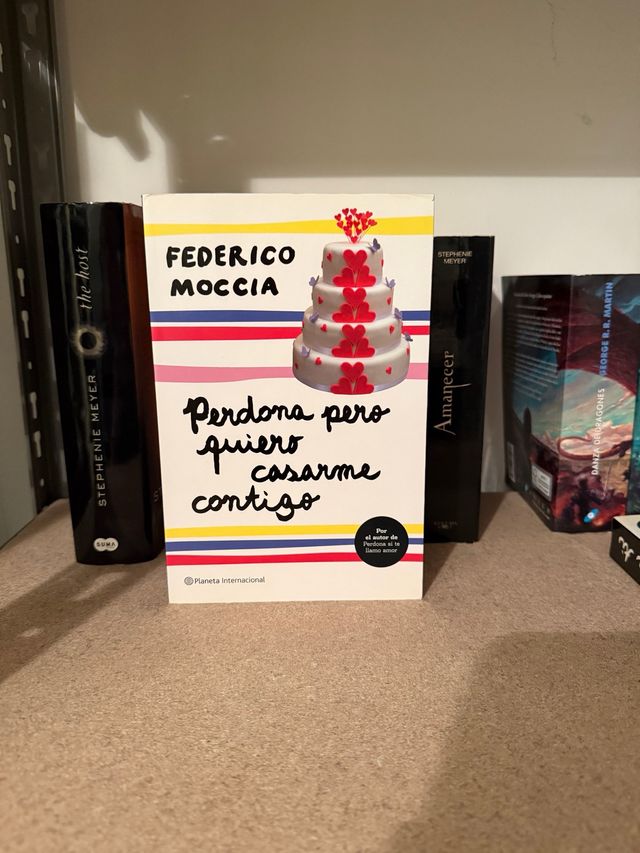 the host
STEPHENIE MEYER
SUMA
FEDERICO
MOCCIA
Perdona pero
quiero
casarme
contigo
Por
el autor de
Perdona si te
llamo amor
Planeta Internacional
STEPHENIE
MEYER
Amanecer
DANZA DE DRAGONES
GEORGE R. R. MARTIN